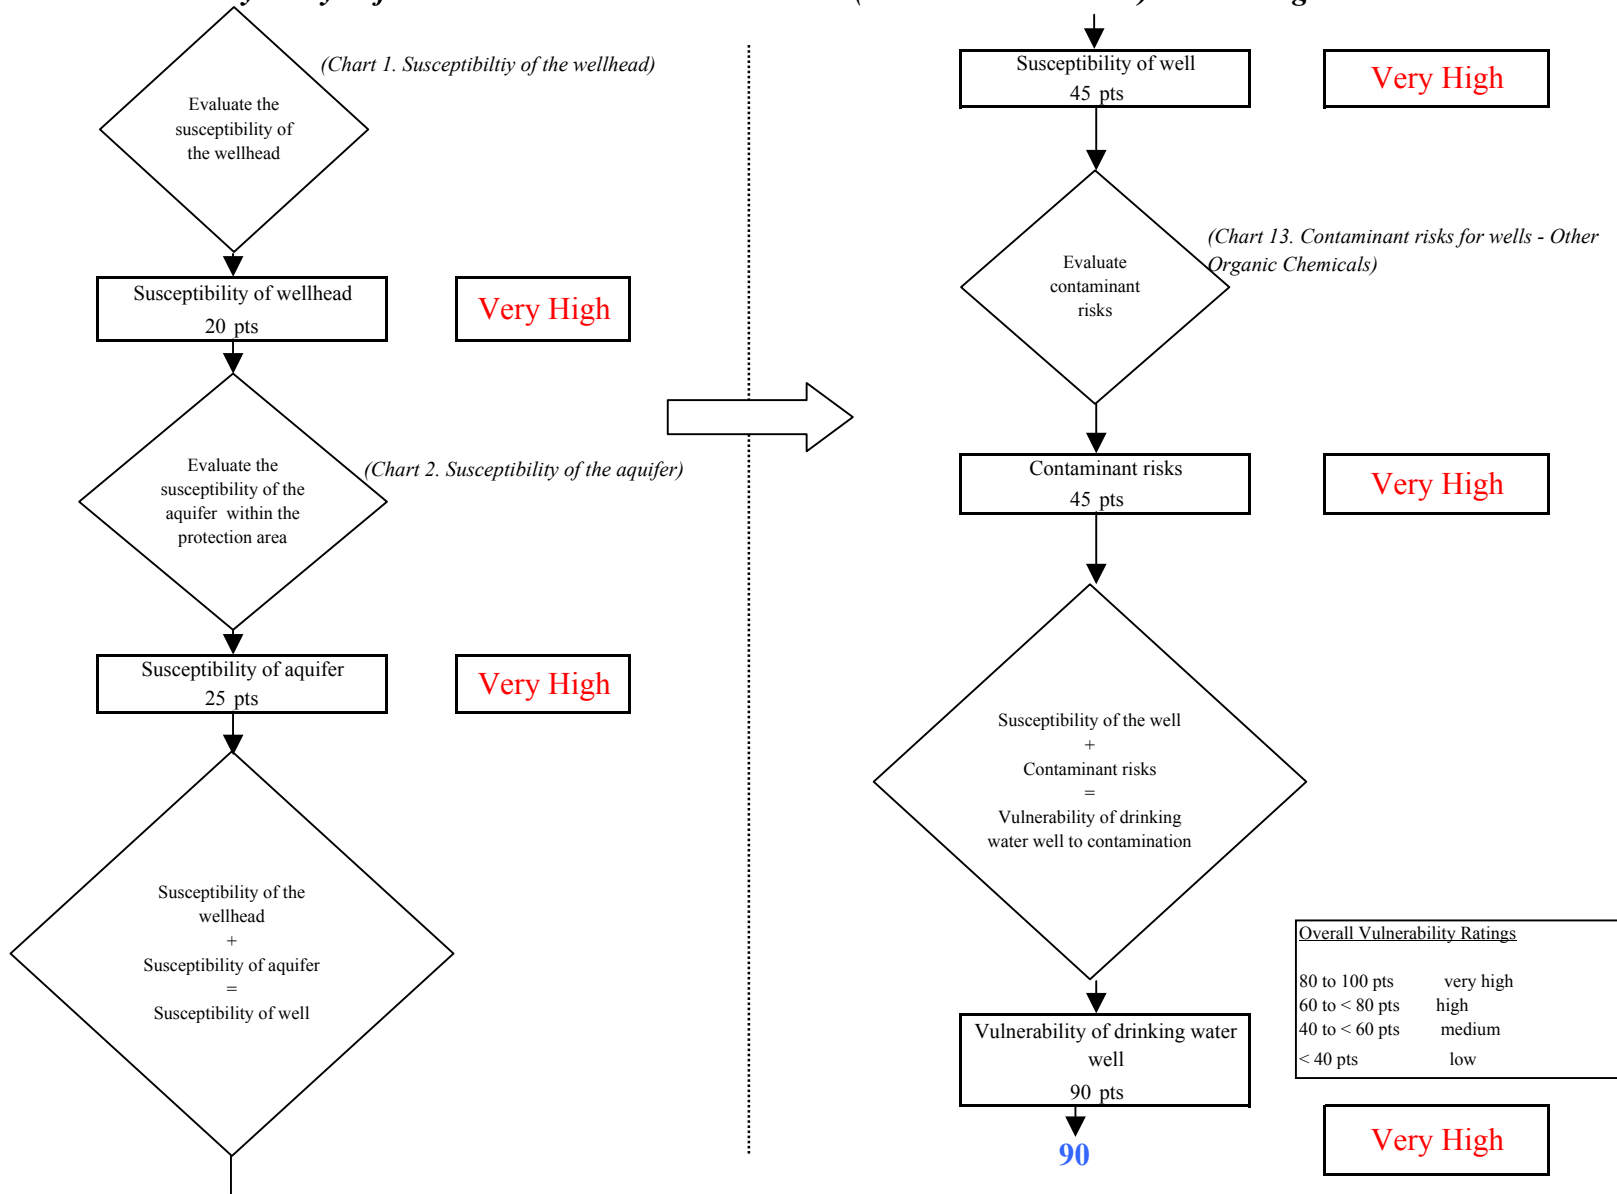 (Chart 1. Susceptibiltiy of the wellhead)
Evaluate the
susceptibility of
the wellhead
Susceptibility of wellhead
20 pts
Very High
Evaluate the
susceptibility of the
aquifer within the
protection area
(Chart 2. Susceptibility of the aquifer)
Susceptibility of aquifer
25 pts
Very High
Susceptibility of the
wellhead
+
Susceptibility of aquifer
=
Susceptibility of well
Susceptibility of well
45 pts
Very High
(Chart 13. Contaminant risks for wells - Other
Organic Chemicals)
Evaluate
contaminant
risks
Contaminant risks
45 pts
Very High
Susceptibility of the well
+
Contaminant risks
=
Vulnerability of drinking
water well to contamination
Overall Vulnerability Ratings
80 to 100 pts very high
60 to < 80 pts high
40 to < 60 pts medium
< 40 pts low
Vulnerability of drinking water
well
90 pts
90
Very High